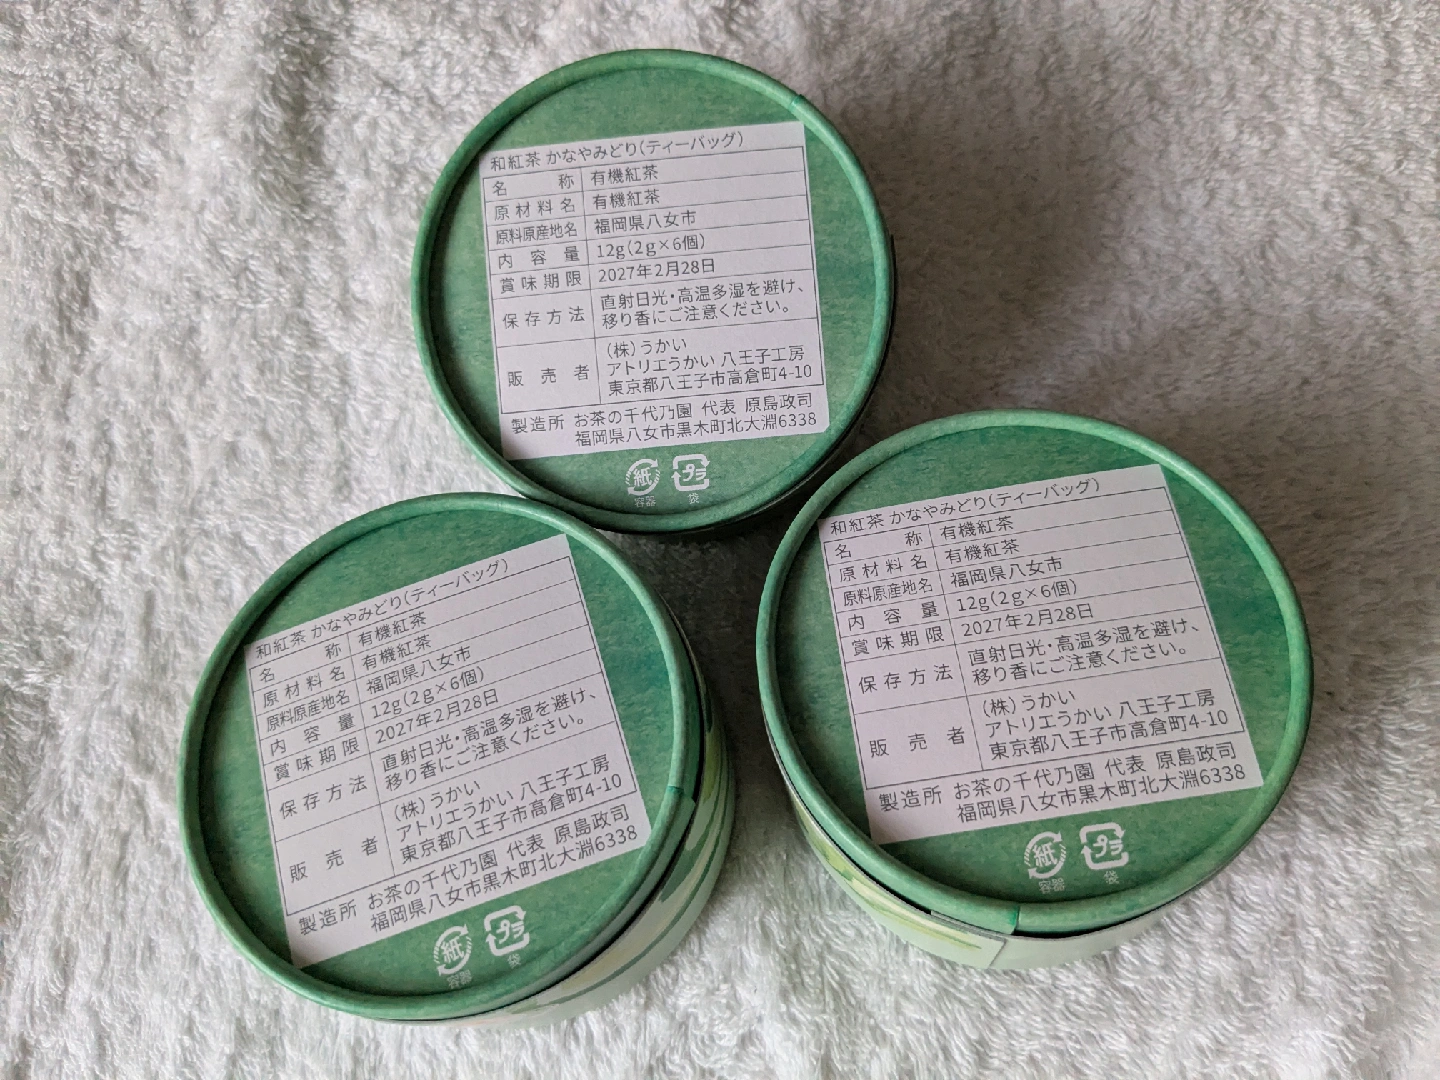 和紅茶 かなやみどり(ティーバッグ)
名称 有機紅茶
原材料名 有機紅茶
原料原産地名 福岡県八女市
内容量 12g(2g×6個)
賞味期限 2027年2月28日
保存方法 直射日光・高温多湿を避け、
移り香にご注意ください。
販売者 (株)うかい
アトリエうかい 八王子工房
東京都八王子市高倉町4-10
製造所 お茶の千代乃園 代表 原島政司
福岡県八女市黒木町北大淵6338
紙 プラ
容器 袋
和紅茶 かなやみどり(ティーバッグ)
名称 有機紅茶
原材料名 有機紅茶
原料原産地名 福岡県八女市
内容量 12g(2g×6個)
賞味期限 2027年2月28日
保存方法 直射日光・高温多湿を避け、
移り香にご注意ください。
販売者 (株)うかい
アトリエうかい 八王子工房
東京都八王子市高倉町4-10
製造所 お茶の千代乃園 代表 原島政司
福岡県八女市黒木町北大淵6338
紙 プラ
容器 袋
和紅茶 かなやみどり(ティーバッグ)
名称 有機紅茶
原材料名 有機紅茶
原料原産地名 福岡県八女市
内容量 12g(2g×6個)
賞味期限 2027年2月28日
保存方法 直射日光・高温多湿を避け、
移り香にご注意ください。
販売者 (株)うかい
アトリエうかい 八王子工房
東京都八王子市高倉町4-10
製造所 お茶の千代乃園 代表 原島政司
福岡県八女市黒木町北大淵6338
紙 プラ
容器 袋